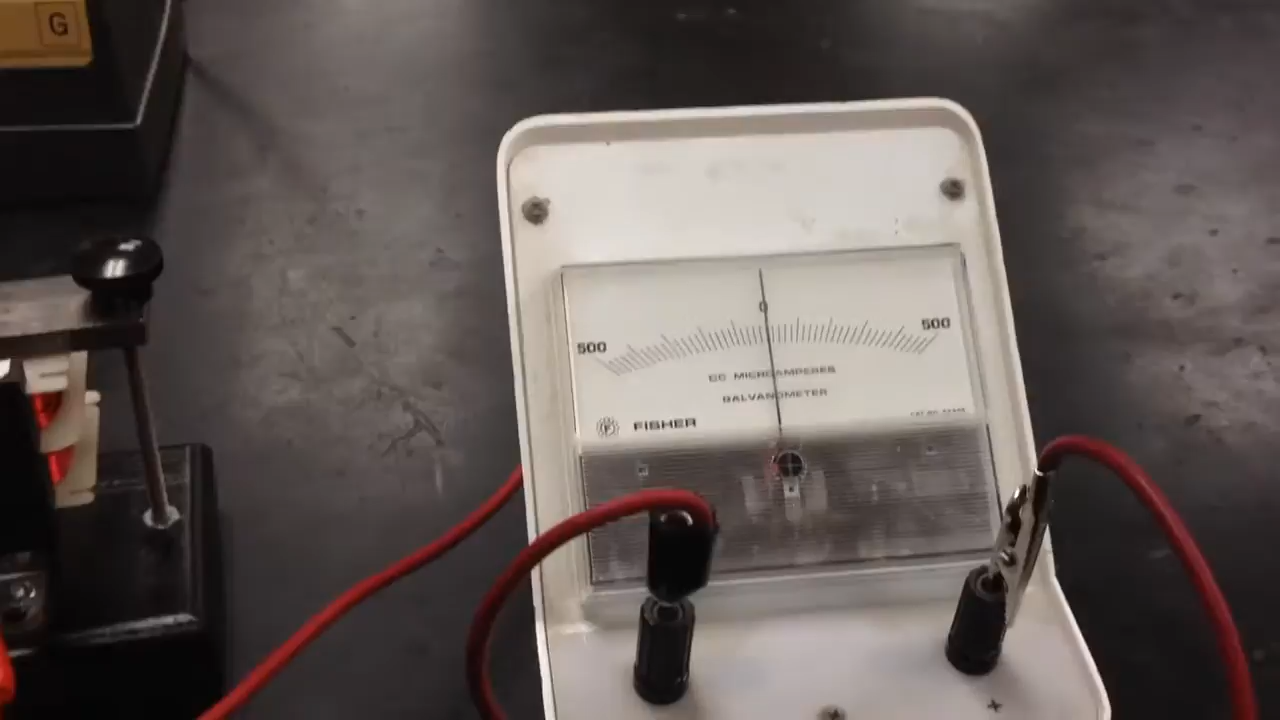 G
0
500 500
DC MICROAMPERES
GALVANOMETER
F FISHER
+